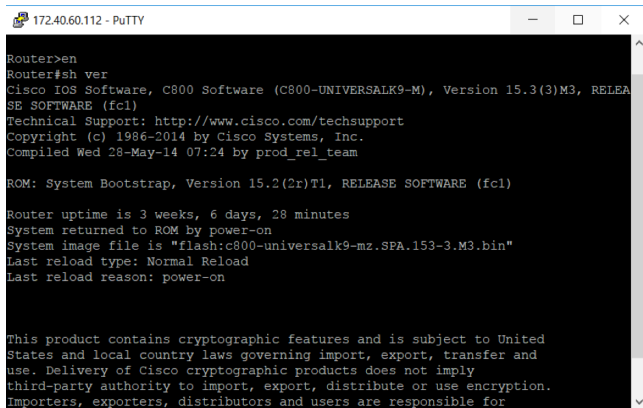 172.40.60.112 - PuTTY
Router>en
Router#sh ver
Cisco IOS Software, C800 Software (C800-UNIVERSALK9-M), Version 15.3(3)M3, RELEA
SE SOFTWARE (fc1)
Technical Support: http://www.cisco.com/techsupport
Copyright (c) 1986-2014 by Cisco Systems, Inc.
Compiled Wed 28-May-14 07:24 by prod_rel_team
ROM: System Bootstrap, Version 15.2(2r)T1, RELEASE SOFTWARE (fc1)
Router uptime is 3 weeks, 6 days, 28 minutes
System returned to ROM by power-on
System image file is "flash:c800-universalk9-mz.SPA.153-3.M3.bin"
Last reload type: Normal Reload
Last reload reason: power-on
This product contains cryptographic features and is subject to United
States and local country laws governing import, export, transfer and
use. Delivery of Cisco cryptographic products does not imply
third-party authority to import, export, distribute or use encryption.
Importers, exporters, distributors and users are responsible for